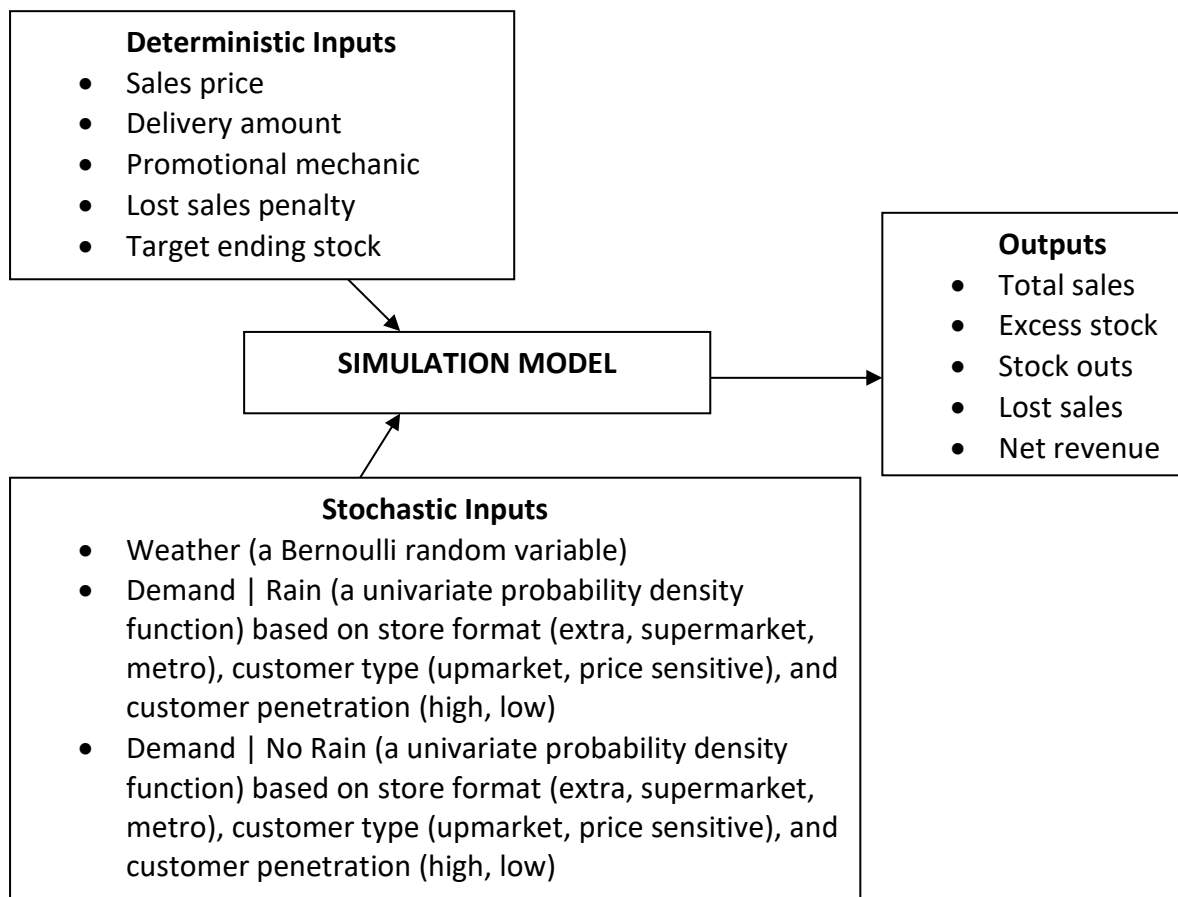 Deterministic Inputs
• Sales price
• Delivery amount
• Promotional mechanic
• Lost sales penalty
• Target ending stock
SIMULATION MODEL
Outputs
• Total sales
• Excess stock
• Stock outs
• Lost sales
• Net revenue
Stochastic Inputs
• Weather (a Bernoulli random variable)
• Demand | Rain (a univariate probability density
function) based on store format (extra, supermarket,
metro), customer type (upmarket, price sensitive), and
customer penetration (high, low)
• Demand | No Rain (a univariate probability density
function) based on store format (extra, supermarket,
metro), customer type (upmarket, price sensitive), and
customer penetration (high, low)